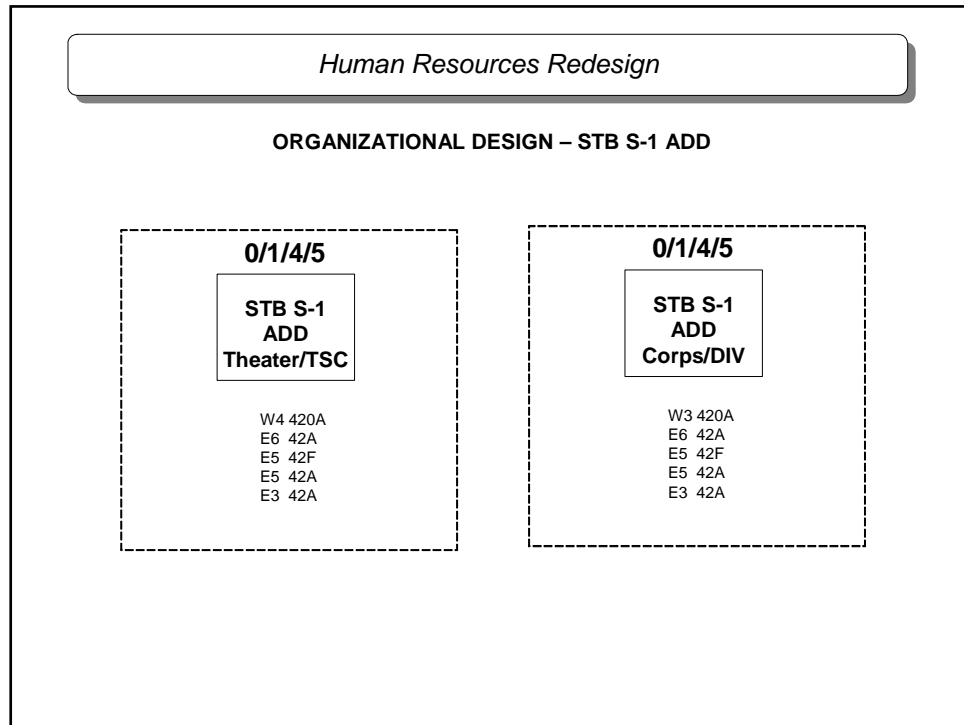 Human Resources Redesign
ORGANIZATIONAL DESIGN – STB S-1 ADD
0/1/4/5
STB S-1
ADD
Theater/TSC
W4 420A
E6 42A
E5 42F
E5 42A
E3 42A
0/1/4/5
STB S-1
ADD
Corps/DIV
W3 420A
E6 42A
E5 42F
E5 42A
E3 42A